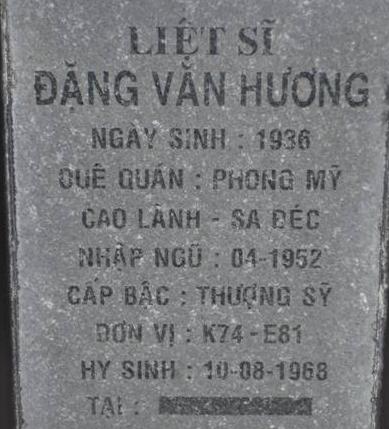 LIỆT SĨ
ĐẶNG VĂN HƯƠNG
NGÀY SINH : 1936
QUÊ QUÁN : PHONG MỸ
CAO LÃNH - SA ĐÉC
NHẬP NGŨ : 04-1952
CẤP BẬC : THƯỢNG SỸ
ĐƠN VỊ : K74 - E81
HY SINH : 10-08-1968
TẠI :